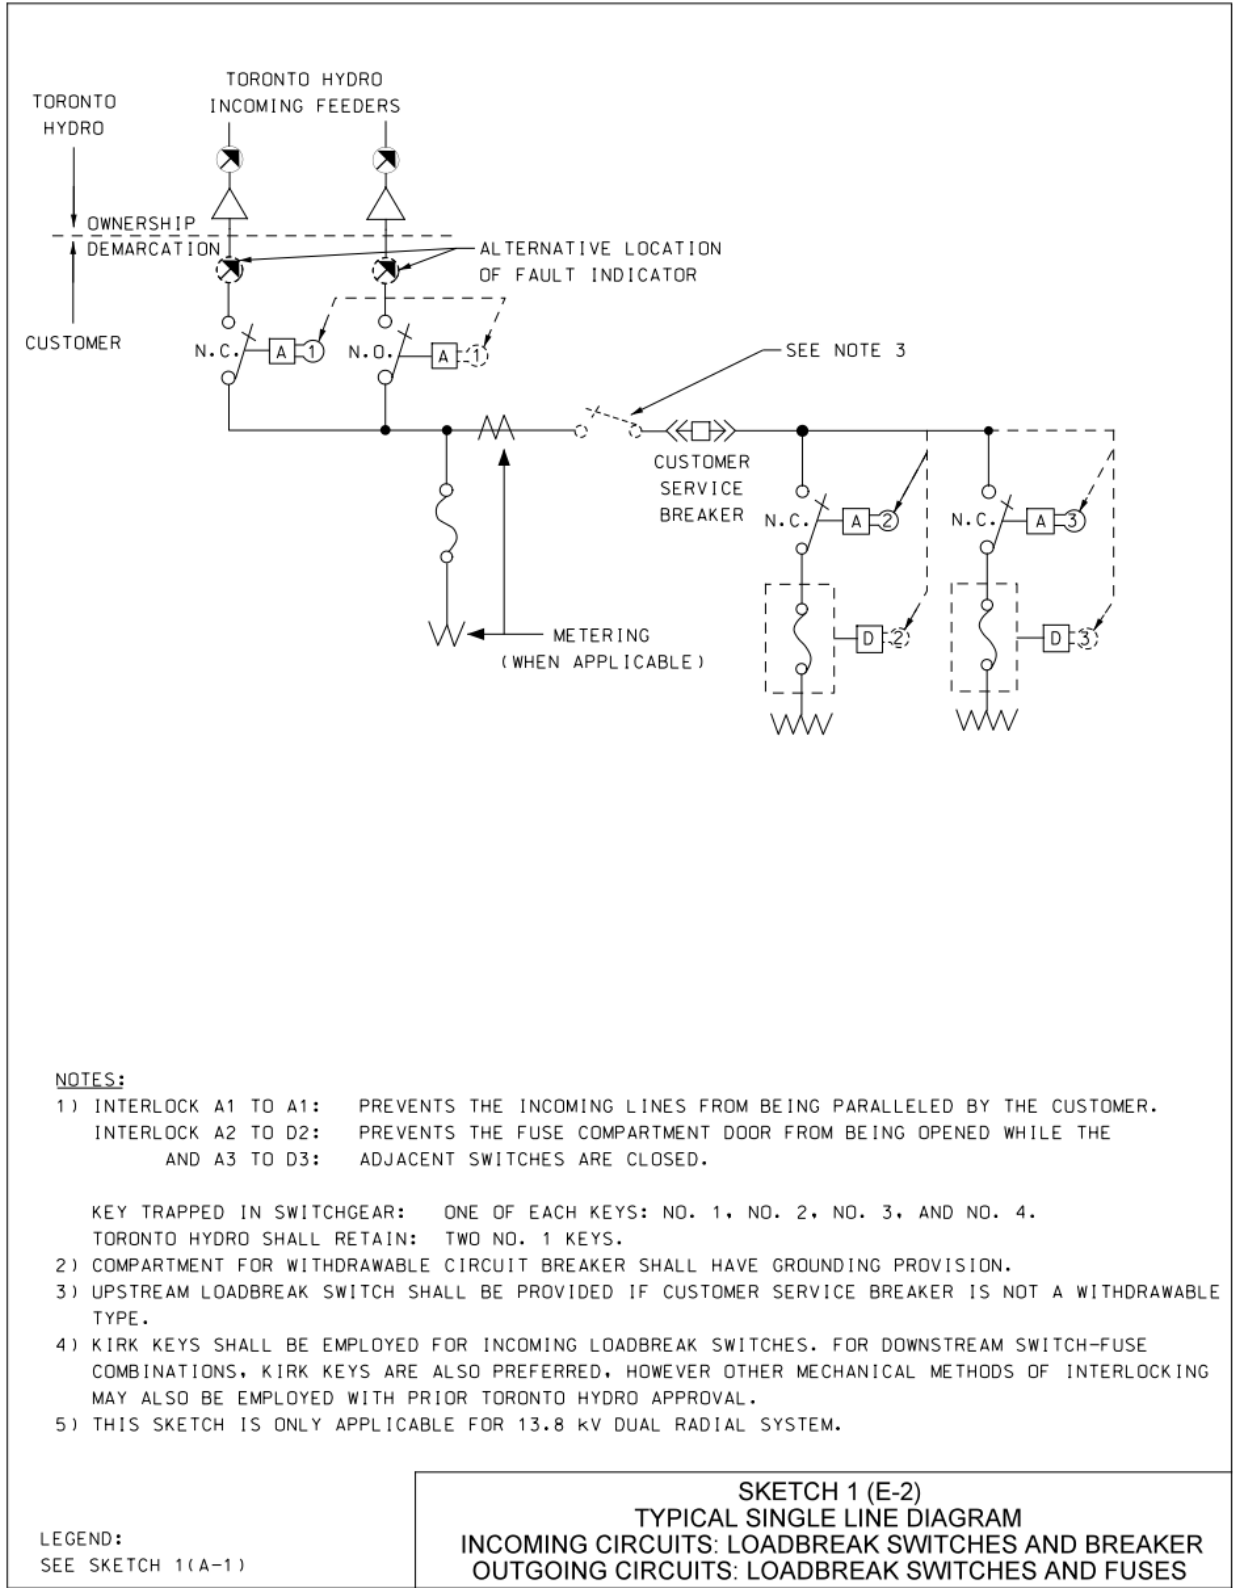 TORONTO HYDRO
INCOMING FEEDERS
TORONTO
HYDRO
OWNERSHIP
DEMARCATION
ALTERNATIVE LOCATION
OF FAULT INDICATOR
CUSTOMER
N.C. A 1 N.O. A 1
SEE NOTE 3
CUSTOMER
SERVICE
BREAKER
N.C. A 2 N.C. A 3
METERING
(WHEN APPLICABLE)
D 2 D 3
NOTES:
1) INTERLOCK A1 TO A1: PREVENTS THE INCOMING LINES FROM BEING PARALLELED BY THE CUSTOMER.
INTERLOCK A2 TO D2: PREVENTS THE FUSE COMPARTMENT DOOR FROM BEING OPENED WHILE THE
AND A3 TO D3: ADJACENT SWITCHES ARE CLOSED.
KEY TRAPPED IN SWITCHGEAR: ONE OF EACH KEYS: NO. 1, NO. 2, NO. 3, AND NO. 4.
TORONTO HYDRO SHALL RETAIN: TWO NO. 1 KEYS.
2) COMPARTMENT FOR WITHDRAWABLE CIRCUIT BREAKER SHALL HAVE GROUNDING PROVISION.
3) UPSTREAM LOADBREAK SWITCH SHALL BE PROVIDED IF CUSTOMER SERVICE BREAKER IS NOT A WITHDRAWABLE
TYPE.
4) KIRK KEYS SHALL BE EMPLOYED FOR INCOMING LOADBREAK SWITCHES. FOR DOWNSTREAM SWITCH-FUSE
COMBINATIONS, KIRK KEYS ARE ALSO PREFERRED, HOWEVER OTHER MECHANICAL METHODS OF INTERLOCKING
MAY ALSO BE EMPLOYED WITH PRIOR TORONTO HYDRO APPROVAL.
5) THIS SKETCH IS ONLY APPLICABLE FOR 13.8 kV DUAL RADIAL SYSTEM.
LEGEND:
SEE SKETCH 1(A-1)
SKETCH 1 (E-2)
TYPICAL SINGLE LINE DIAGRAM
INCOMING CIRCUITS: LOADBREAK SWITCHES AND BREAKER
OUTGOING CIRCUITS: LOADBREAK SWITCHES AND FUSES